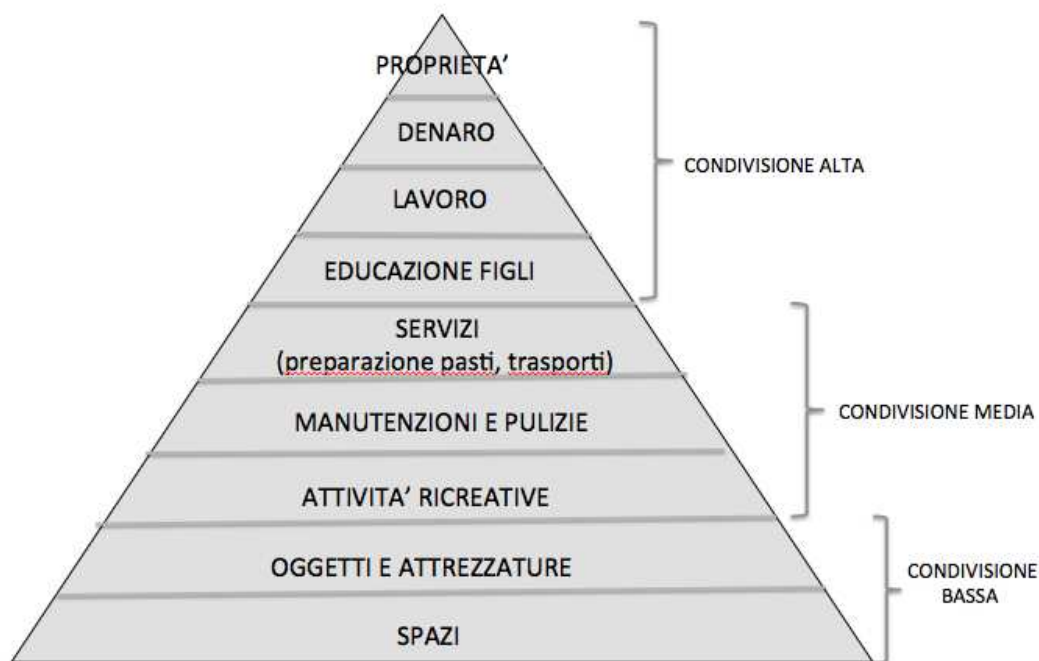 PROPRIETA’
DENARO
CONDIVISIONE ALTA
LAVORO
EDUCAZIONE FIGLI
SERVIZI
(preparazione pasti, trasporti)
MANUTENZIONI E PULIZIE
CONDIVISIONE MEDIA
ATTIVITA’ RICREATIVE
OGGETTI E ATTREZZATURE
CONDIVISIONE
BASSA
SPAZI